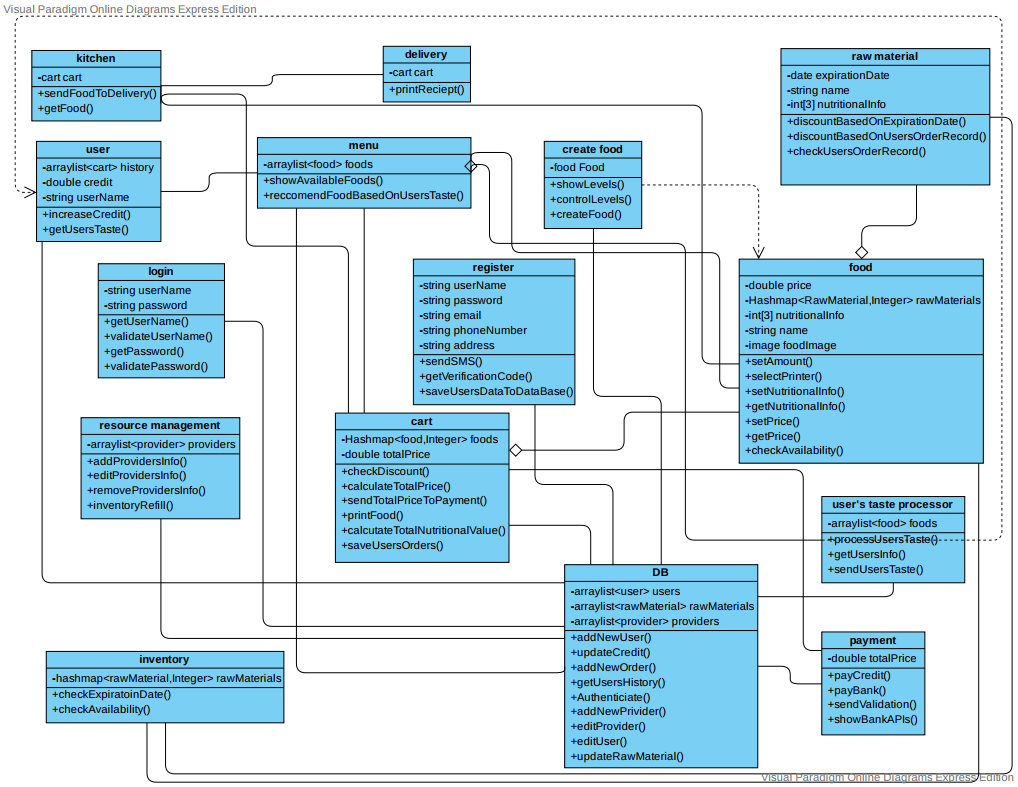 Visual Paradigm Online Diagrams Express Edition
kitchen
-cart cart
+sendFoodToDelivery()
+getFood()
delivery
-cart cart
+printReciept()
raw material
-date expirationDate
-string name
-int[3] nutritionalInfo
+discountBasedOnExpirationDate()
+discountBasedOnUsersOrderRecord()
+checkUsersOrderRecord()
user
-arraylist<cart> history
-double credit
-string userName
+increaseCredit()
+getUsersTaste()
menu
-arraylist<food> foods
+showAvailableFoods()
+reccomendFoodBasedOnUsersTaste()
create food
-food Food
+showLevels()
+controlLevels()
+createFood()
login
-string userName
-string password
+getUserName()
+validateUserName()
+getPassword()
+validatePassword()
register
-string userName
-string password
-string email
-string phoneNumber
-string address
+sendSMS()
+getVerificationCode()
+saveUsersDataToDataBase()
food
-double price
-Hashmap<RawMaterial,Integer> rawMaterials
-int[3] nutritionalInfo
-string name
-image foodImage
+setAmount()
+selectPrinter()
+setNutritionalInfo()
+getNutritionalInfo()
+setPrice()
+getPrice()
+checkAvailability()
resource management
-arraylist<provider> providers
+addProvidersInfo()
+editProvidersInfo()
+removeProvidersInfo()
+inventoryRefill()
cart
-Hashmap<food,Integer> foods
-double totalPrice
+checkDiscount()
+calculateTotalPrice()
+sendTotalPriceToPayment()
+printFood()
+calcutateTotalNutritionalValue()
+saveUsersOrders()
user's taste processor
-arraylist<food> foods
+processUsersTaste()
+getUsersInfo()
+sendUsersTaste()
DB
-arraylist<user> users
-arraylist<rawMaterial> rawMaterials
-arraylist<provider> providers
+addNewUser()
+updateCredit()
+addNewOrder()
+getUsersHistory()
+Authenticiate()
+addNewPrivider()
+editProvider()
+editUser()
+updateRawMaterial()
payment
-double totalPrice
+payCredit()
+payBank()
+sendValidation()
+showBankAPIs()
inventory
-hashmap<rawMaterial,Integer> rawMaterials
+checkExpiratoinDate()
+checkAvailability()
Visual Paradigm Online Diagrams Express Edition